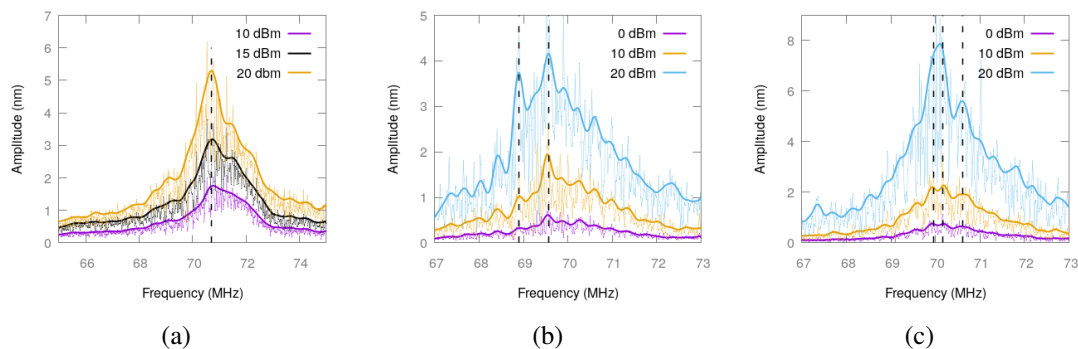 7
6
5
4
3
2
1
0
66
68
70
72
74
Amplitude (nm)
Frequency (MHz)
10 dBm
15 dBm
20 dbm
(a)
5
4
3
2
1
0
67
68
69
70
71
72
73
Amplitude (nm)
Frequency (MHz)
0 dBm
10 dBm
20 dBm
(b)
8
6
4
2
0
67
68
69
70
71
72
73
Amplitude (nm)
Frequency (MHz)
0 dBm
10 dBm
20 dBm
(c)